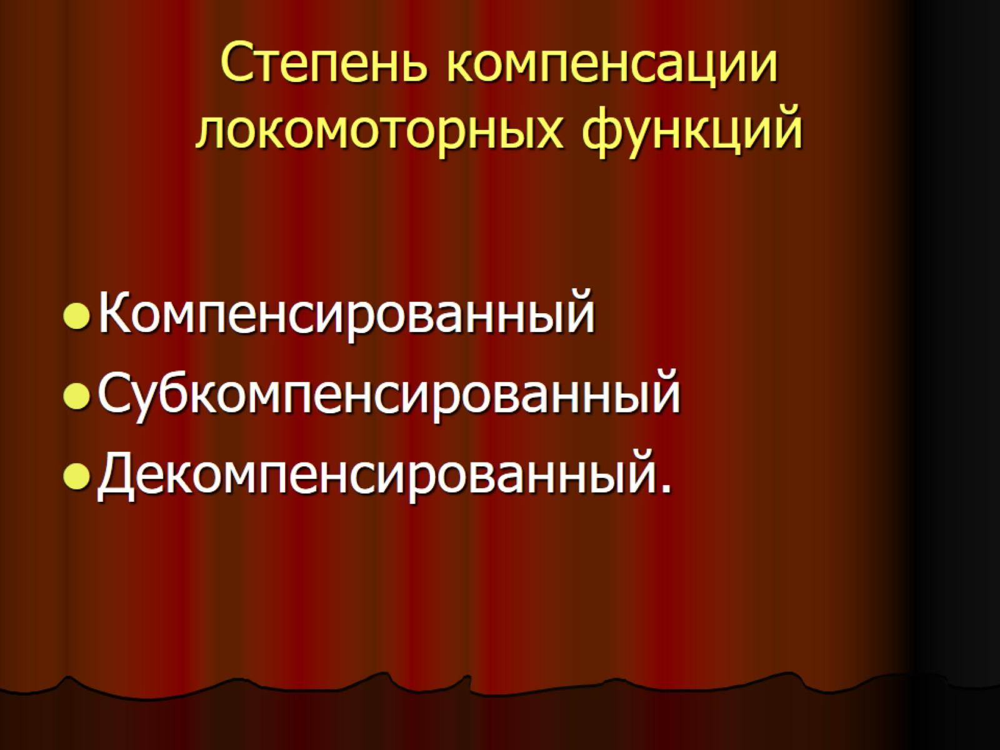 Степень компенсации
локомоторных функций
Компенсированный
Субкомпенсированный
Декомпенсированный.